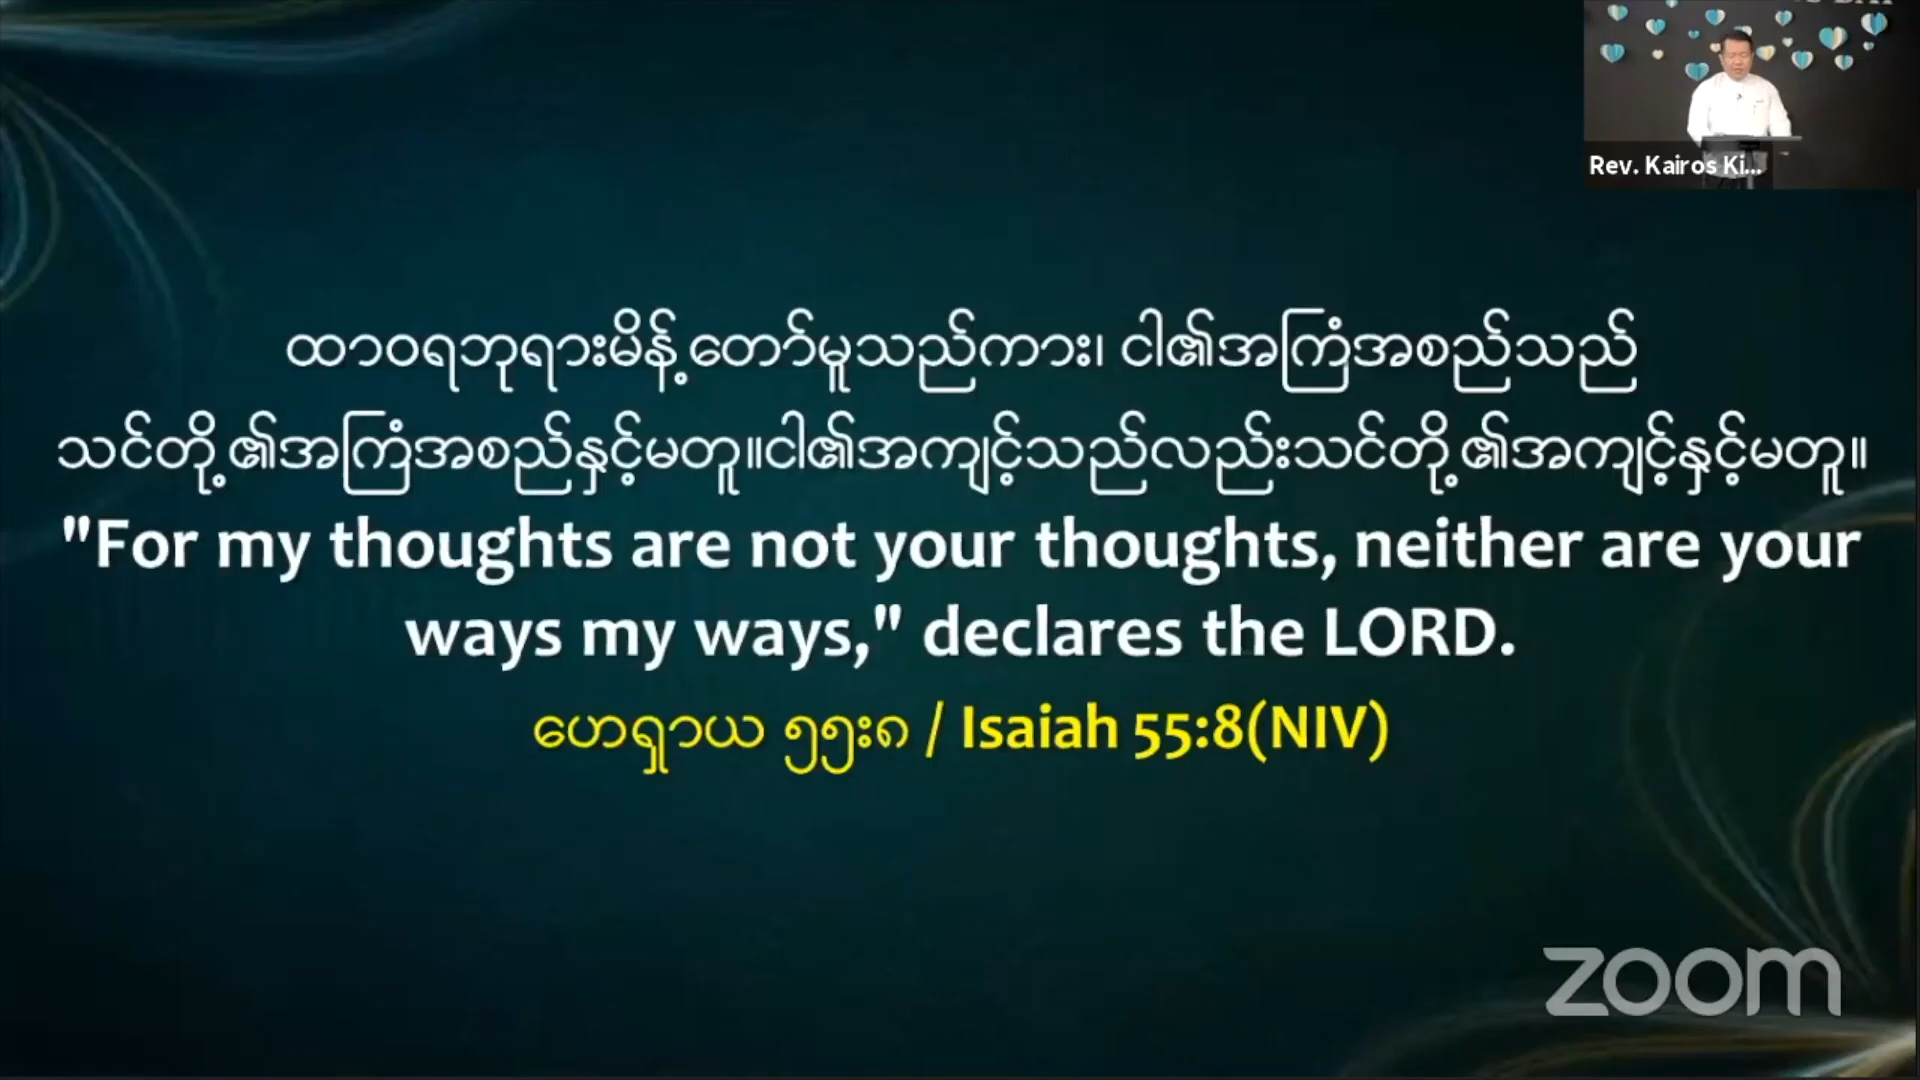 Rev. Kairos Ki...
ထာဝရဘုရားမိန့်တော်မူသည်ကား၊ ငါ၏အကြံအစည်သည်
သင်တို့၏အကြံအစည်နှင့်မတူ။ငါ၏အကျင့်သည်လည်းသင်တို့၏အကျင့်နှင့်မတူ။
"For my thoughts are not your thoughts, neither are your
ways my ways," declares the LORD.
ဟေရှာယ ၅၅း၈ / Isaiah 55:8(NIV)
zoom